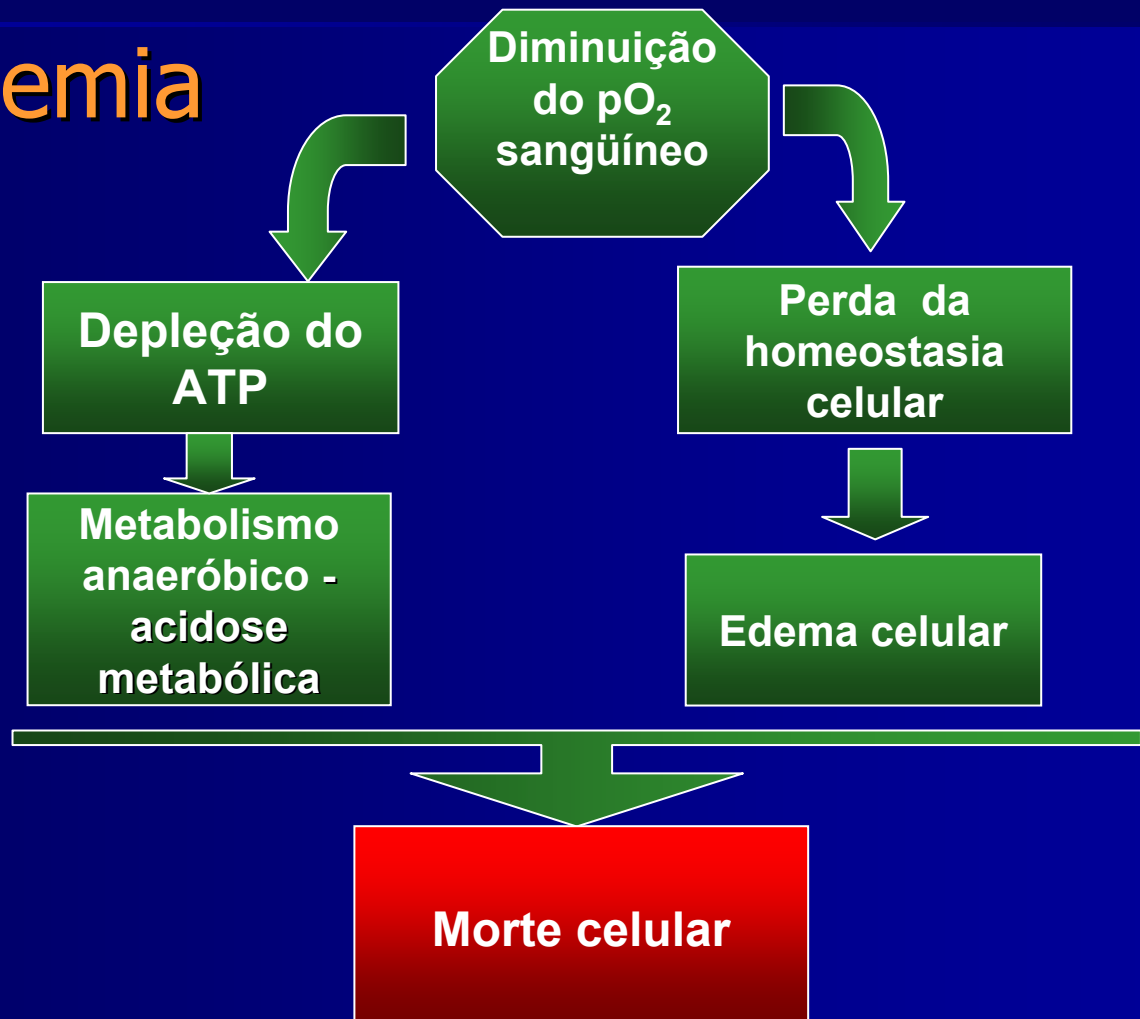 emia
Diminuição
do pO₂
sangüíneo
Depleção do
ATP
Perda da
homeostasia
celular
Metabolismo
anaeróbico -
acidose
metabólica
Edema celular
Morte celular